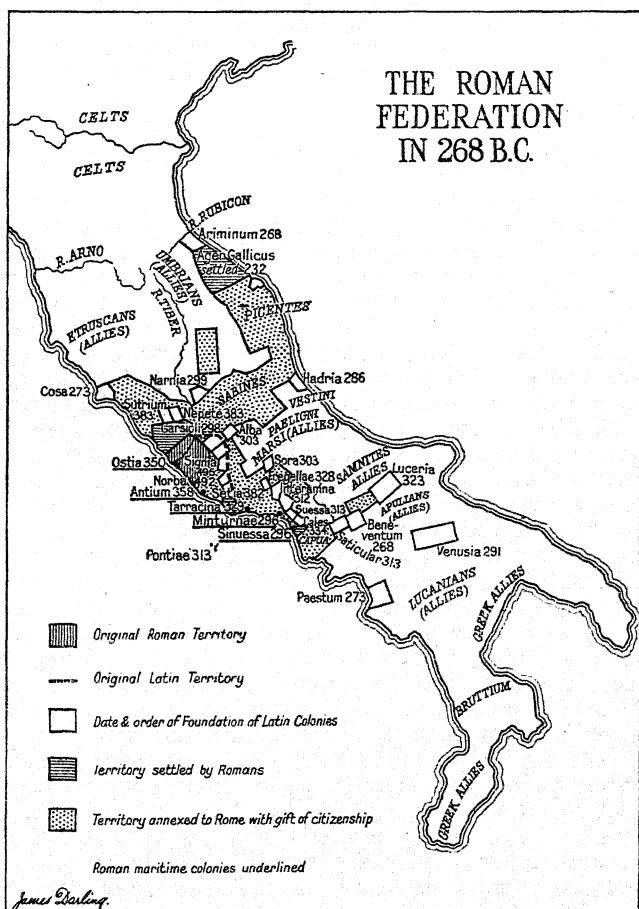 THE ROMAN
FEDERATION
IN 268 B.C.
CELTS
CELTS
R. RUBICON
Ariminum 268
Ager Gallicus
settled 232
R. ARNO
UMBRIANS
(ALLIES)
R. TIBER
PICENTES
ETRUSCANS
(ALLIES)
Narnia 299
SABINES
Hadria 286
Cosa 273
Sutrium
383
Nepete 383
VESTINI
Carsioli 298
Alba
303
PAELIGNI
MARSI (ALLIES)
Ostia 350
Signia
495
Sora 303
SAMNITES
ALLIES
Luceria
323
Norba 492
Fregellae 328
Antium 358
Setia 382
Interamna
312
Tarracina 329
Suessa 313
APULIANS
(ALLIES)
Minturnae 296
Cales
334
Sinuessa 296
CAPUA
Saticular 313
Bene-
ventum
268
Venusia 291
Pontiae 313
Paestum 273
LUCANIANS
(ALLIES)
GREEK ALLIES
BRUTTIUM
GREEK ALLIES
Original Roman Territory
Original Latin Territory
Date & order of Foundation of Latin Colonies
Territory settled by Romans
Territory annexed to Rome with gift of citizenship
Roman maritime colonies underlined
James Darling.